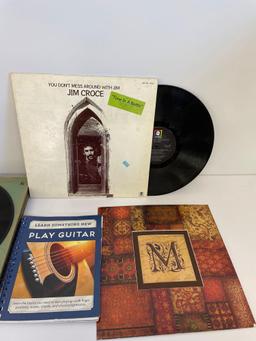 YOU DON'T MESS AROUND WITH JIM
JIM CROCE
"Time In A Bottle"
LEARN SOMETHING NEW
PLAY GUITAR
M